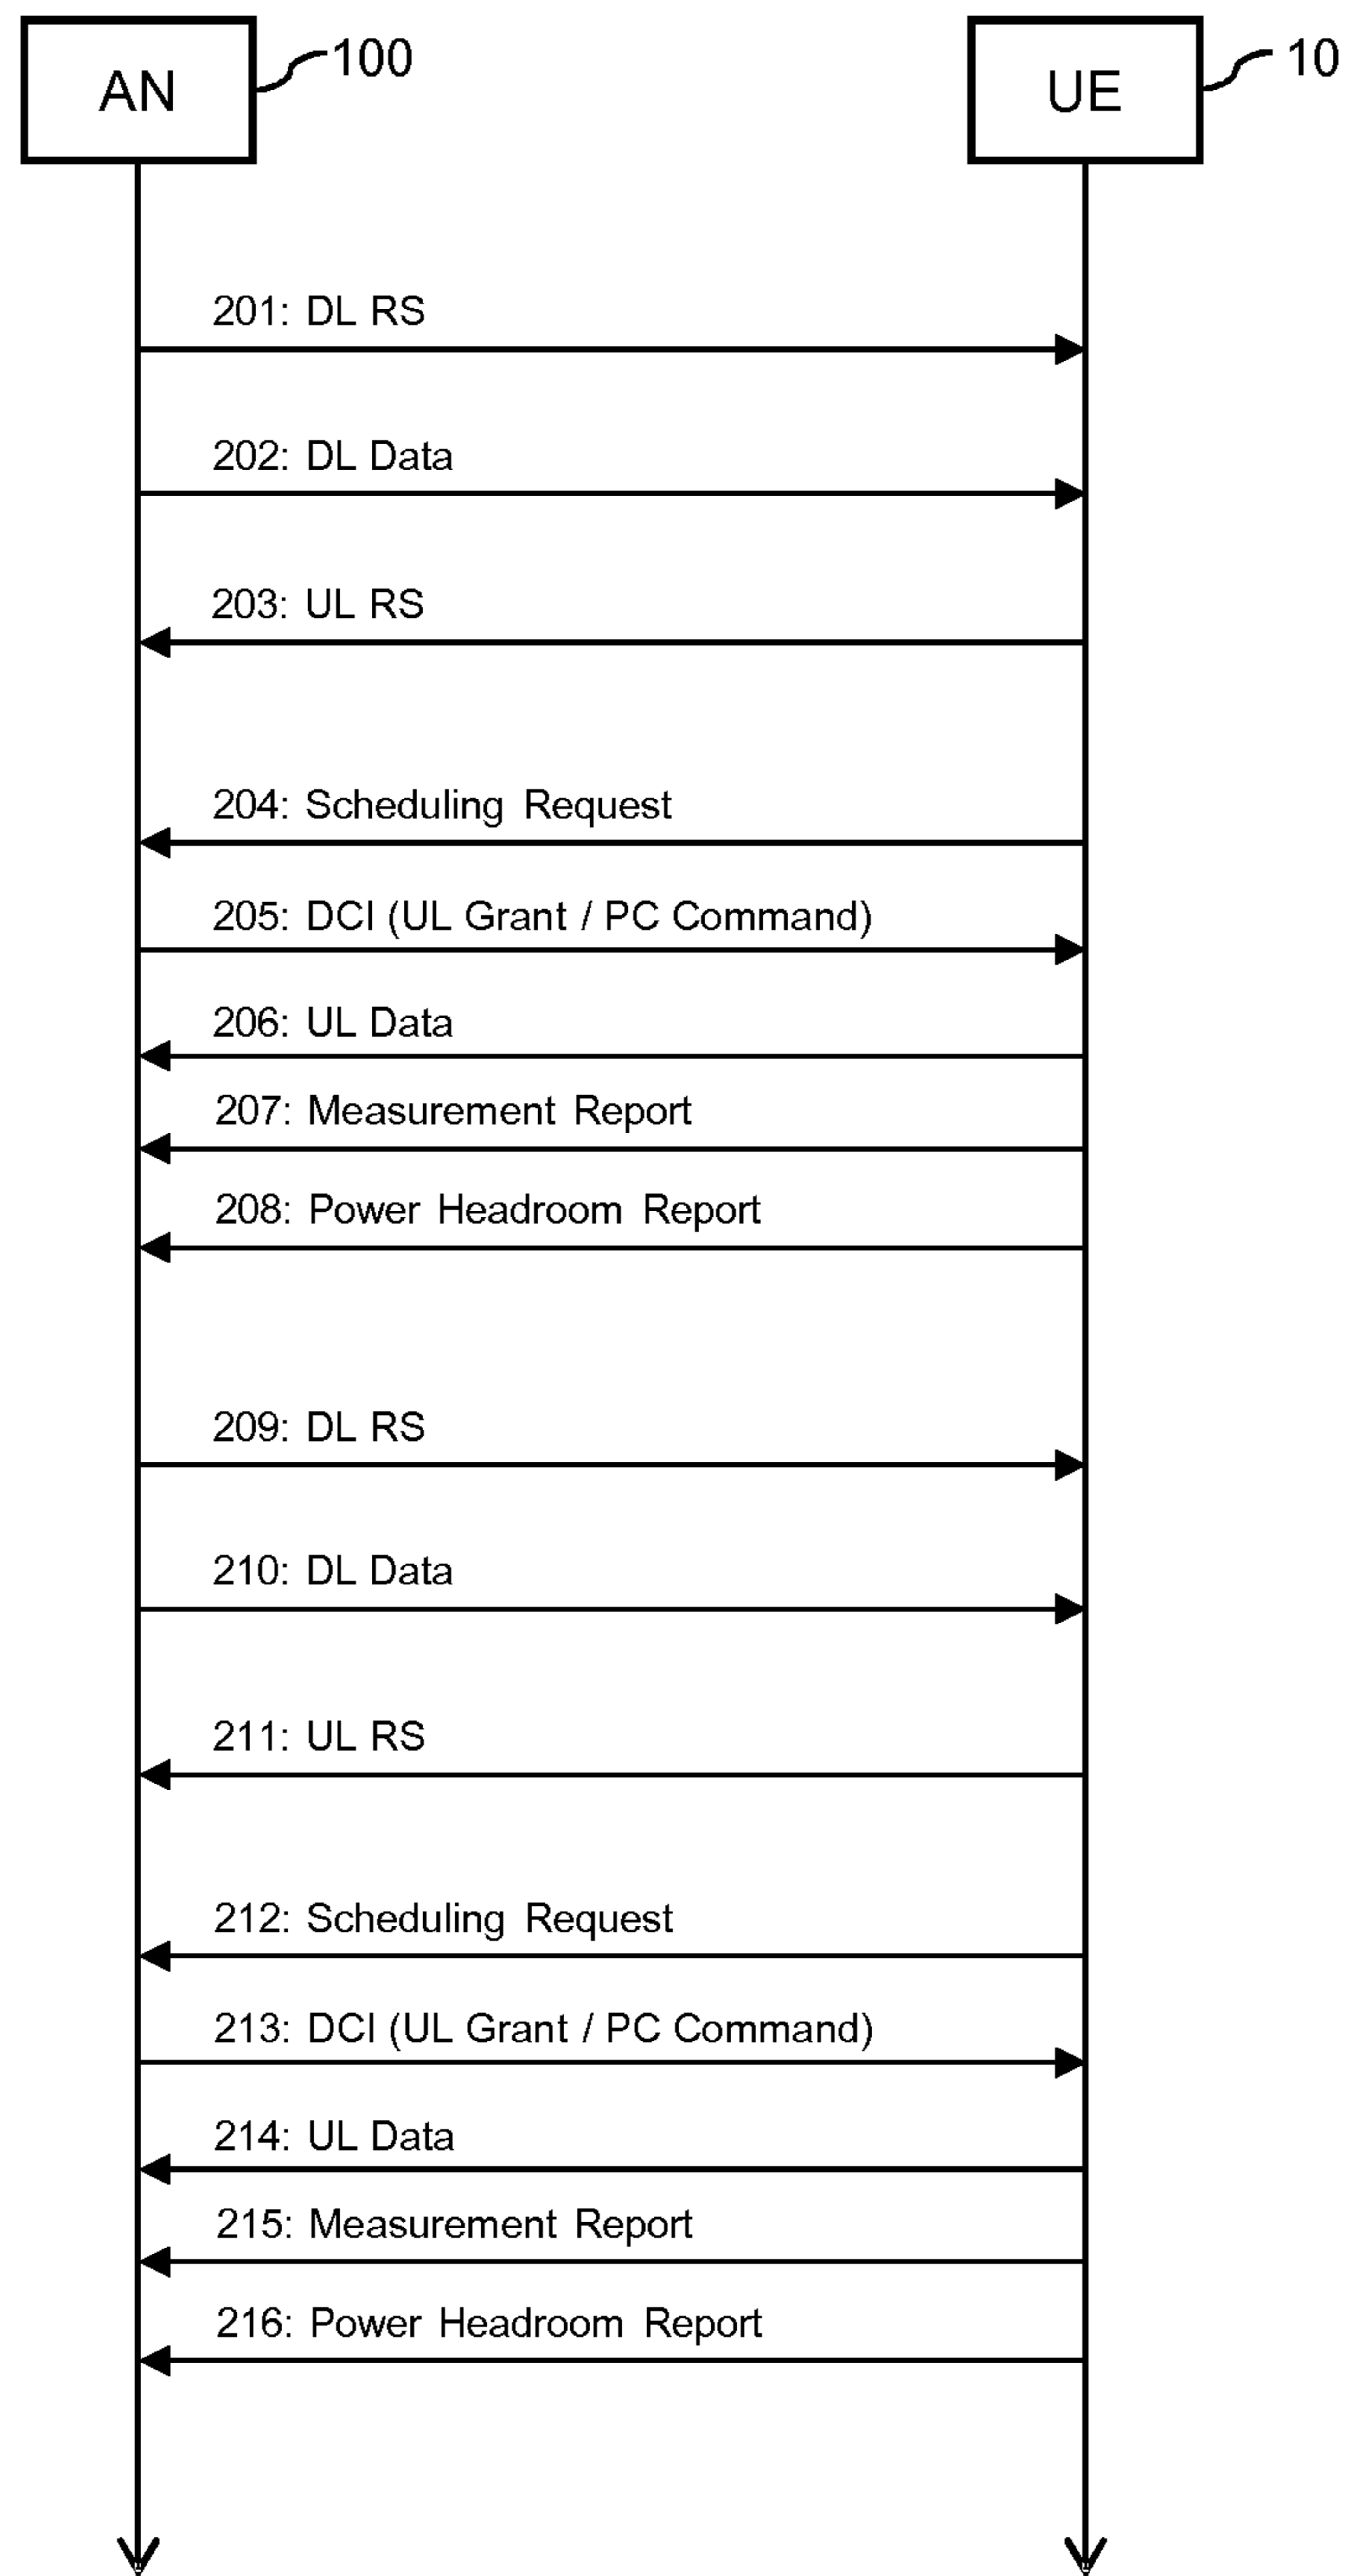 AN
100
UE
10
201: DL RS
202: DL Data
203: UL RS
204: Scheduling Request
205: DCI (UL Grant / PC Command)
206: UL Data
207: Measurement Report
208: Power Headroom Report
209: DL RS
210: DL Data
211: UL RS
212: Scheduling Request
213: DCI (UL Grant / PC Command)
214: UL Data
215: Measurement Report
216: Power Headroom Report